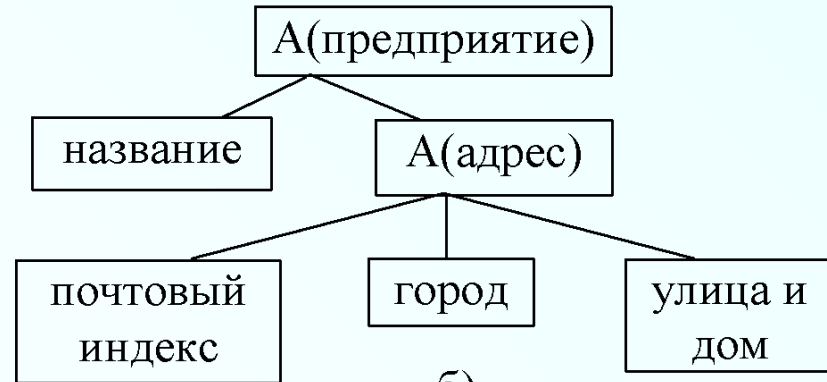 А(предприятие)
название
А(адрес)
почтовый
индекс
город
улица и
дом
б)